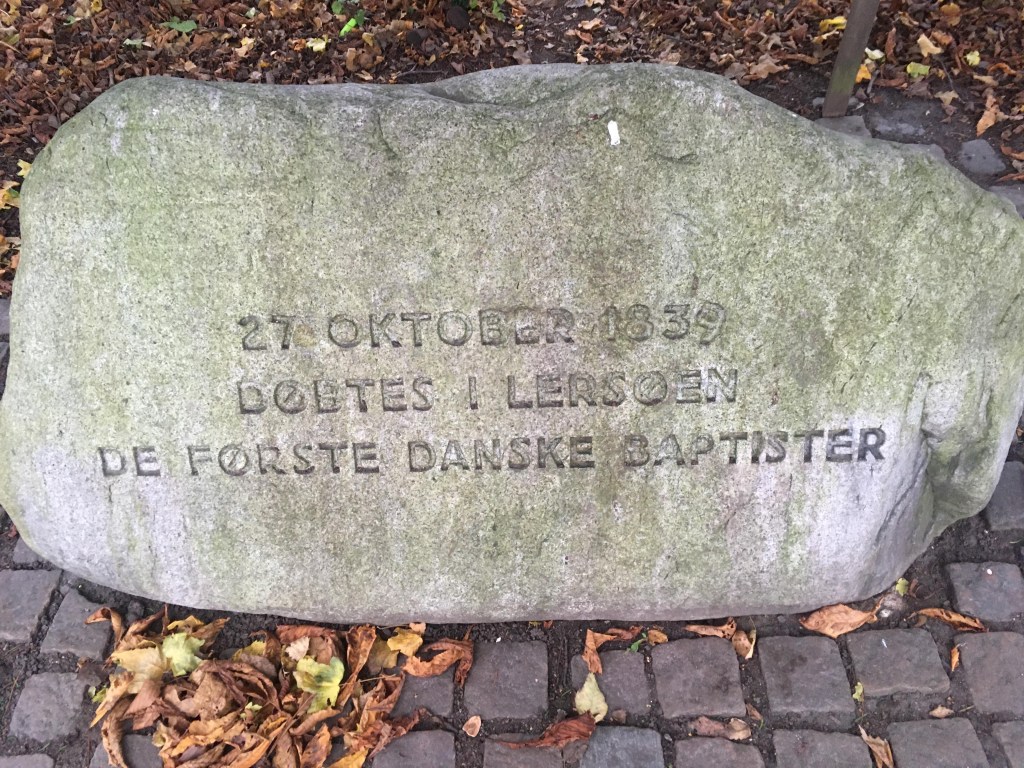 27. OKTOBER 1839
DØBTES I LERSØEN
DE FØRSTE DANSKE BAPTISTER